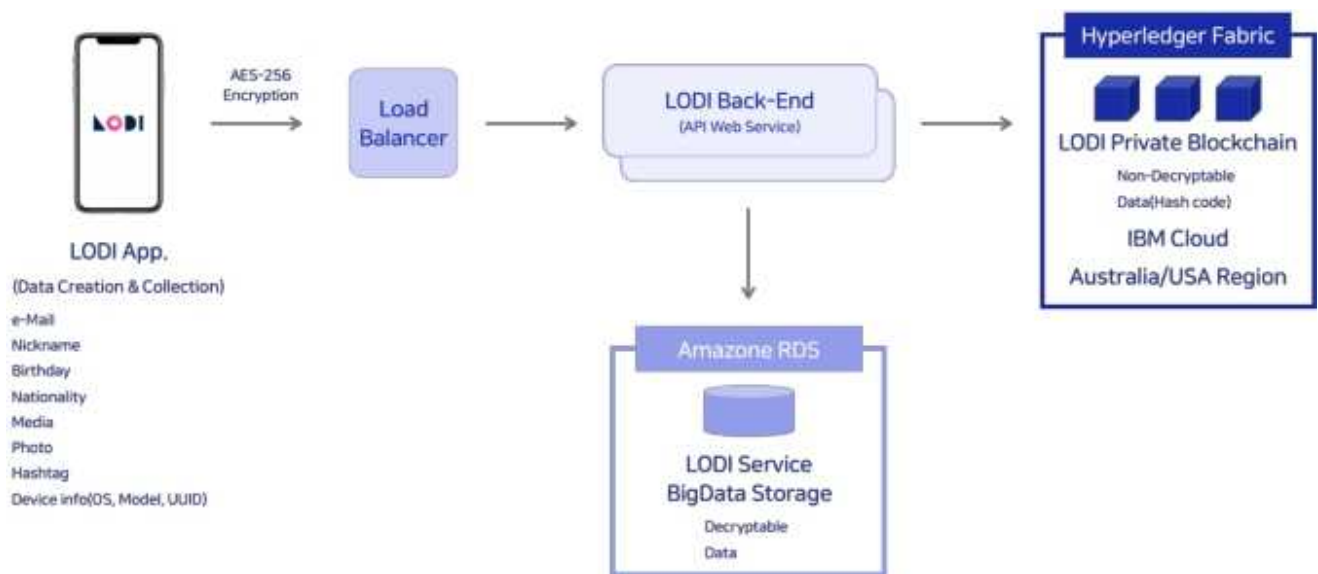 LODI
LODI App.
(Data Creation & Collection)
e-Mail
Nickname
Birthday
Nationality
Media
Photo
Hashtag
Device info(OS, Model, UUID)
AES-256
Encryption
Load
Balancer
LODI Back-End
(API Web Service)
Amazone RDS
LODI Service
BigData Storage
Decryptable
Data
Hyperledger Fabric
LODI Private Blockchain
Non-Decryptable
Data(Hash code)
IBM Cloud
Australia/USA Region